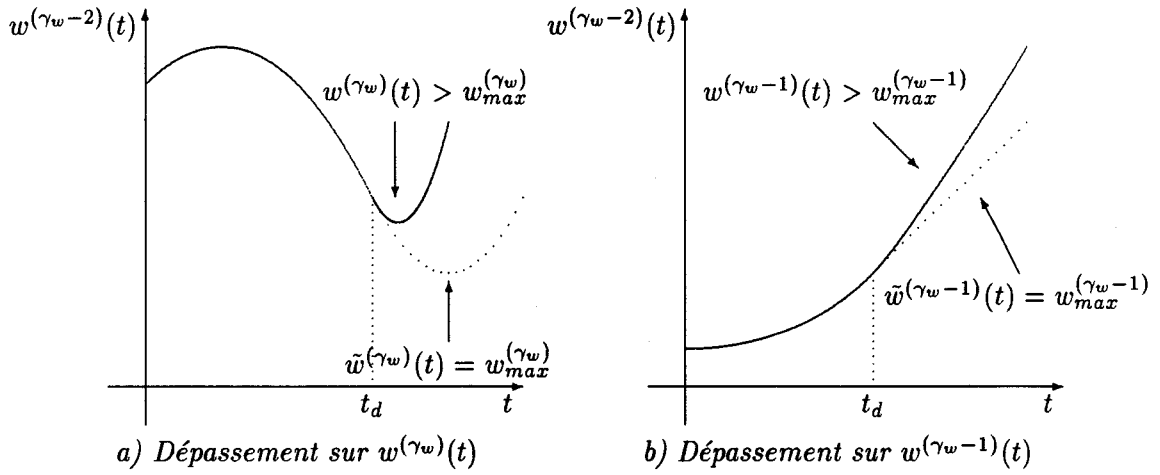 w^{(γ_w−2)}(t)
w^{(γ_w)}(t) > w_{max}^{(γ_w)}
w̃^{(γ_w)}(t) = w_{max}^{(γ_w)}
t_d
t
a) Dépassement sur w^{(γ_w)}(t)
w^{(γ_w−2)}(t)
w^{(γ_w−1)}(t) > w_{max}^{(γ_w−1)}
w̃^{(γ_w−1)}(t) = w_{max}^{(γ_w−1)}
t_d
t
b) Dépassement sur w^{(γ_w−1)}(t)